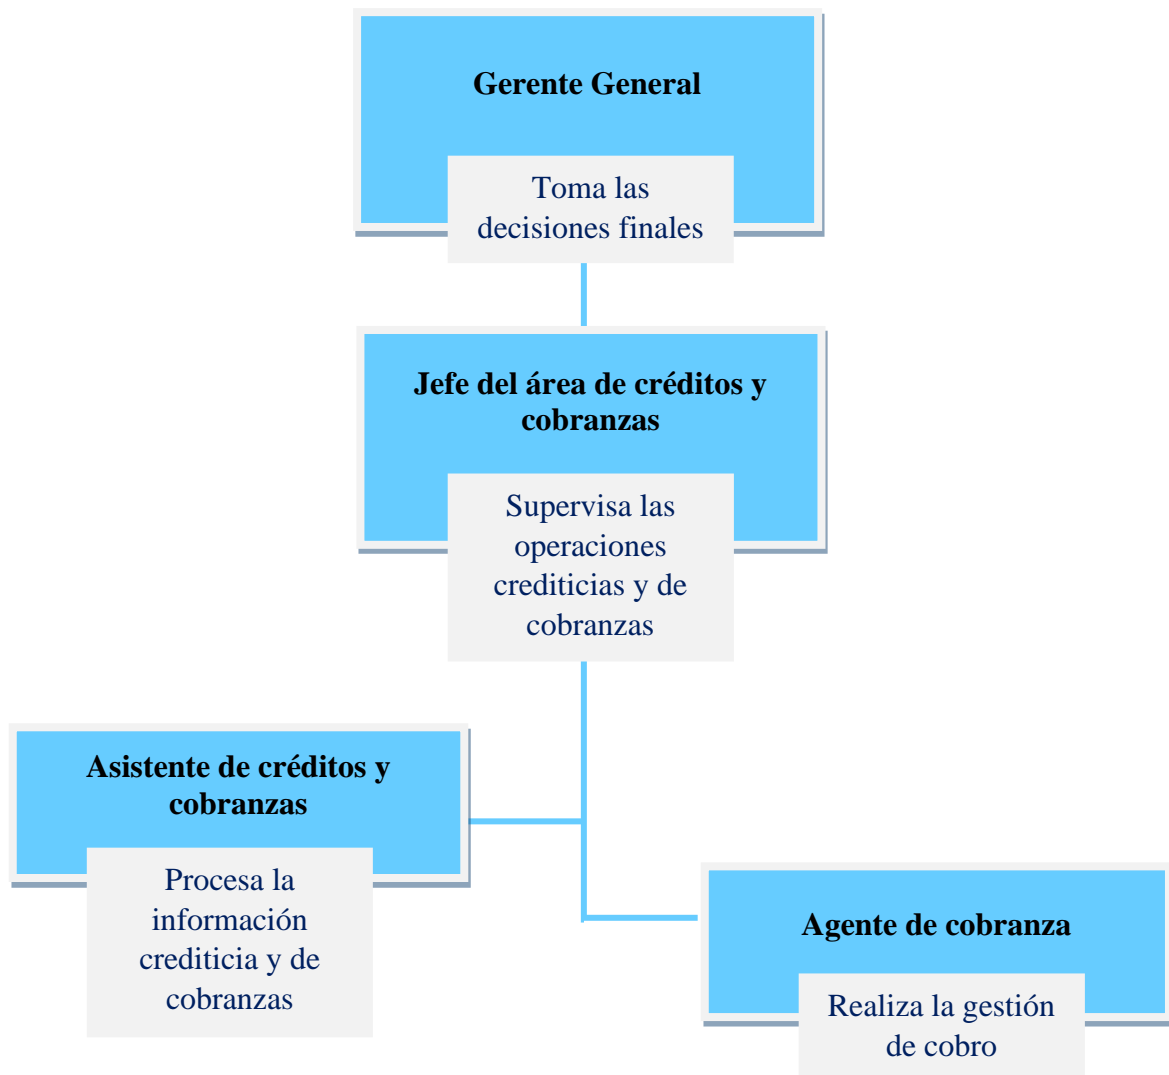 Gerente General
Toma las
decisiones finales
Jefe del área de créditos y
cobranzas
Supervisa las
operaciones
crediticias y de
cobranzas
Asistente de créditos y
cobranzas
Procesa la
información
crediticia y de
cobranzas
Agente de cobranza
Realiza la gestión
de cobro